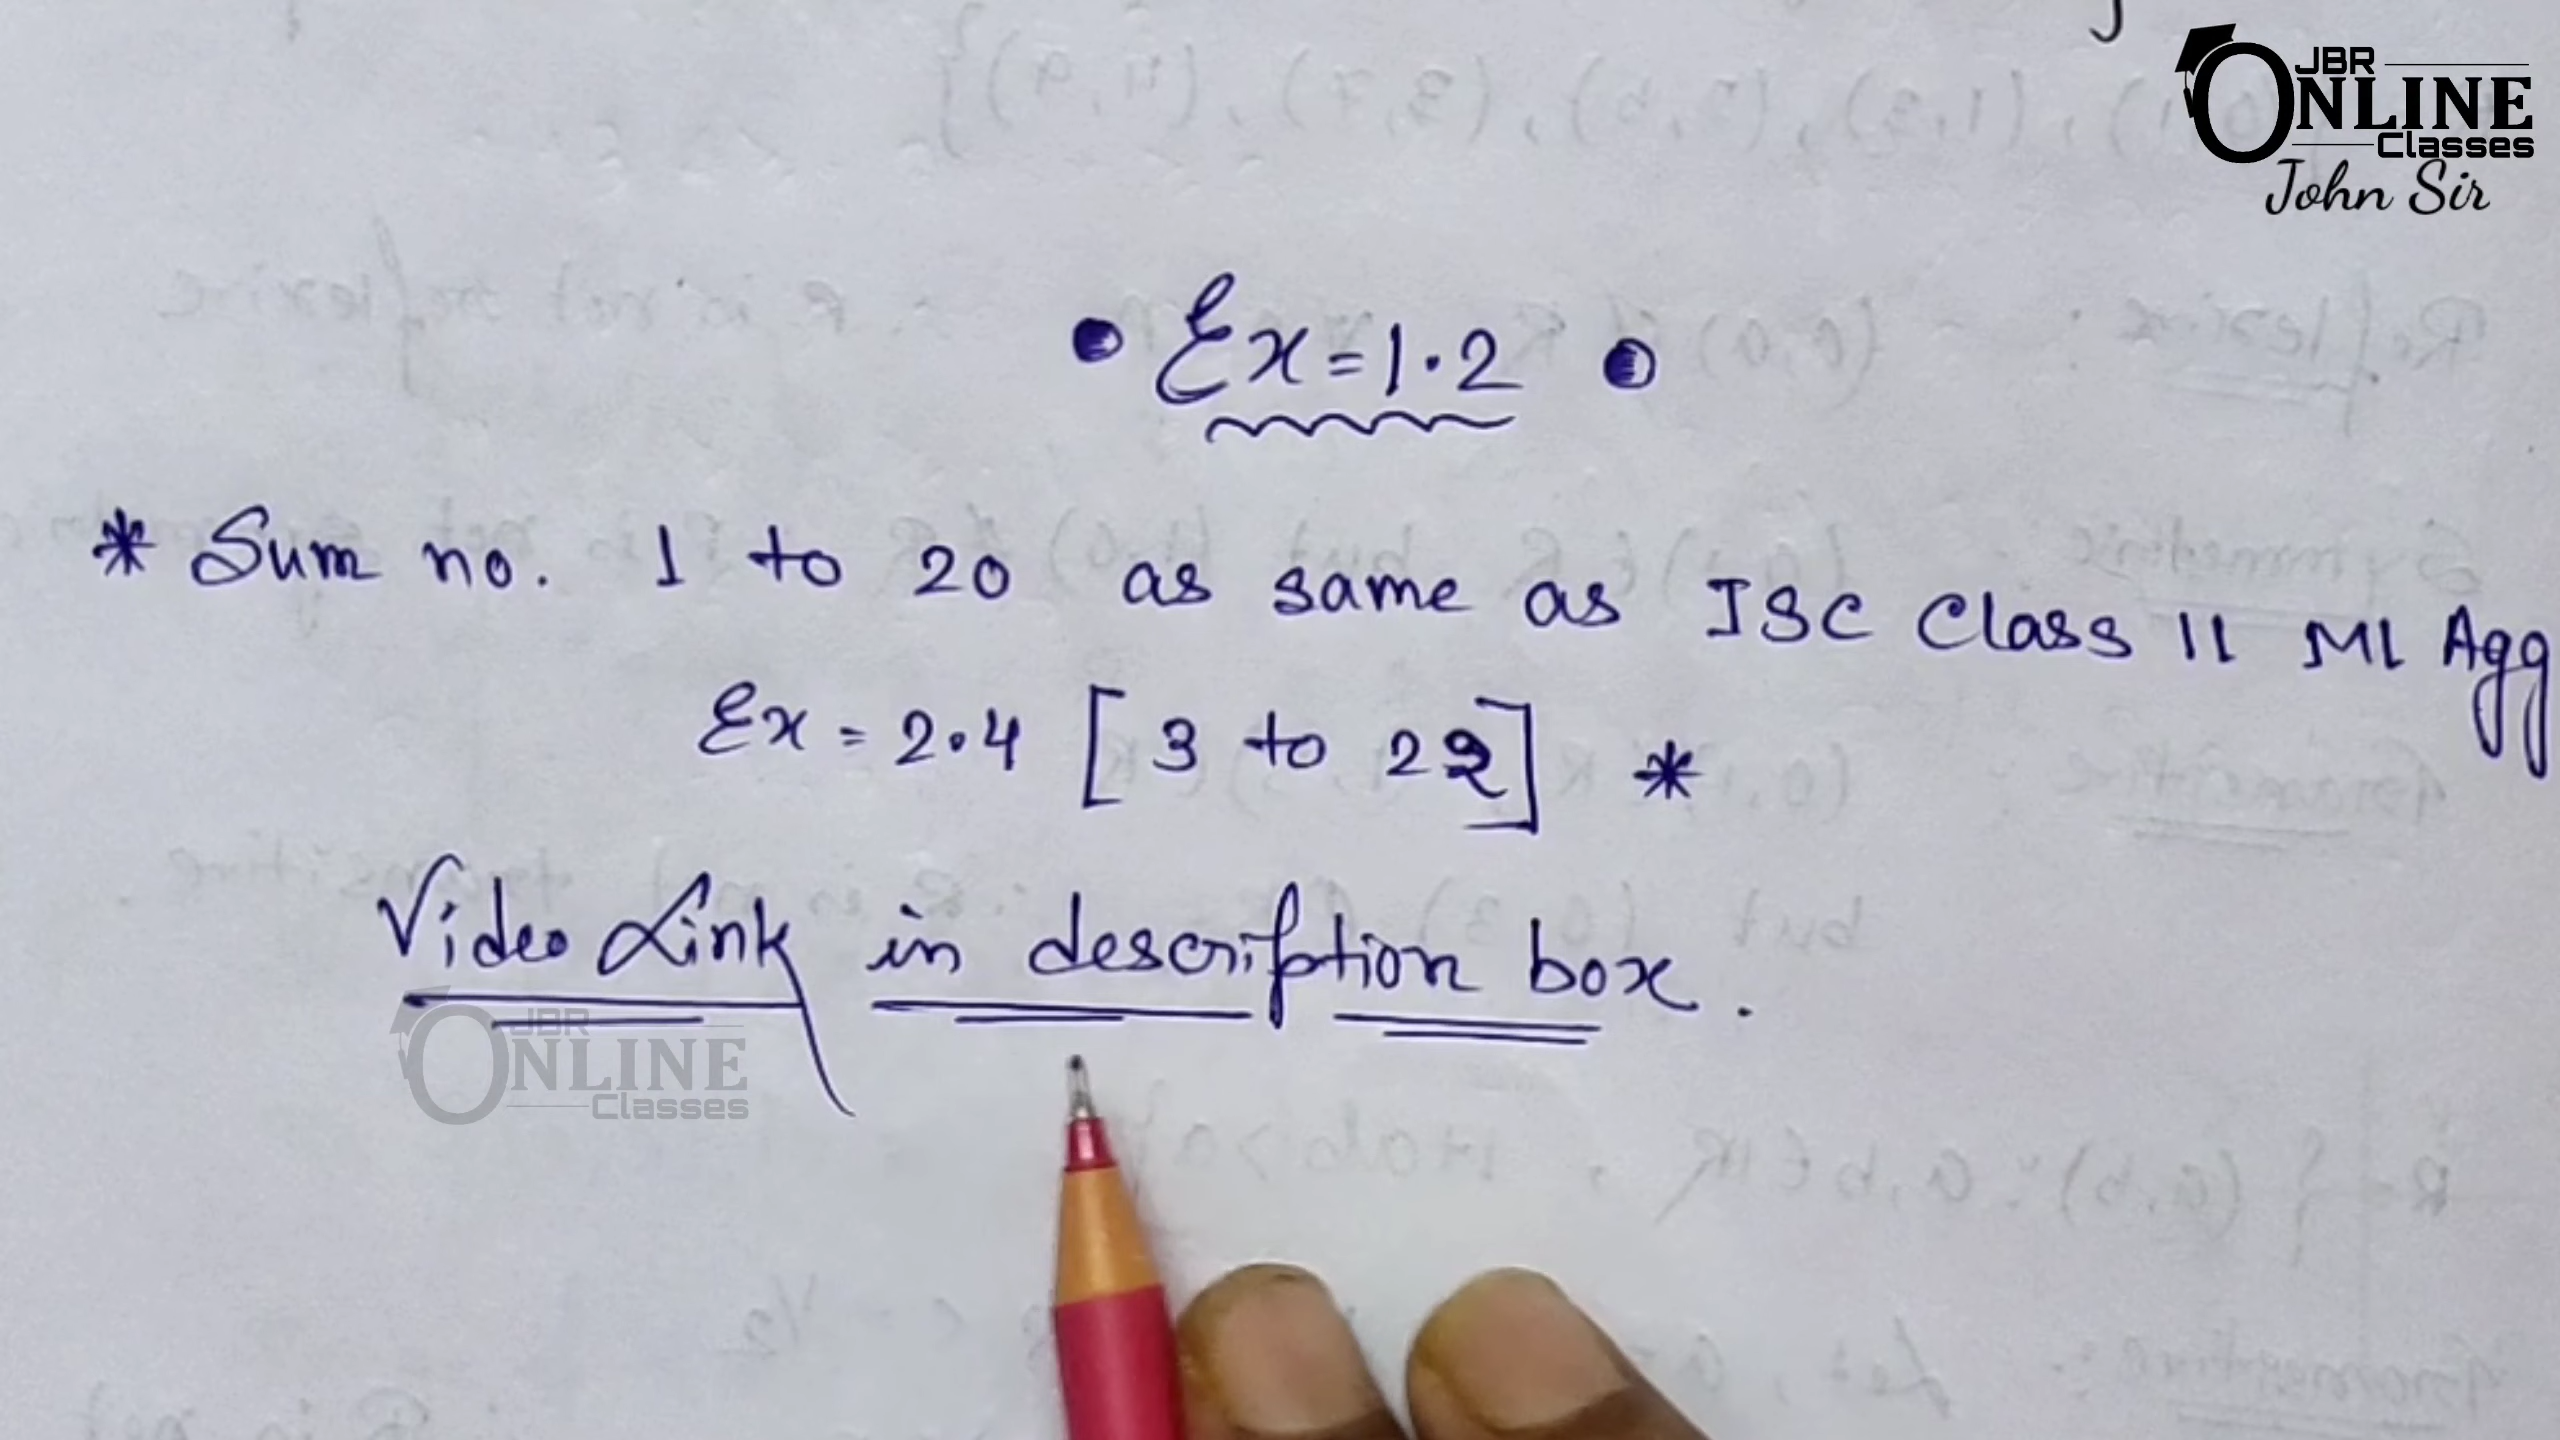 JBR
ONLINE
Classes
John Sir
• Ex = 1.2 •
* Sum no. 1 to 20 as same as ISC Class 11 ML Agg
Ex = 2.4 [3 to 22] *
Video Link in description box.
JBR
ONLINE
Classes